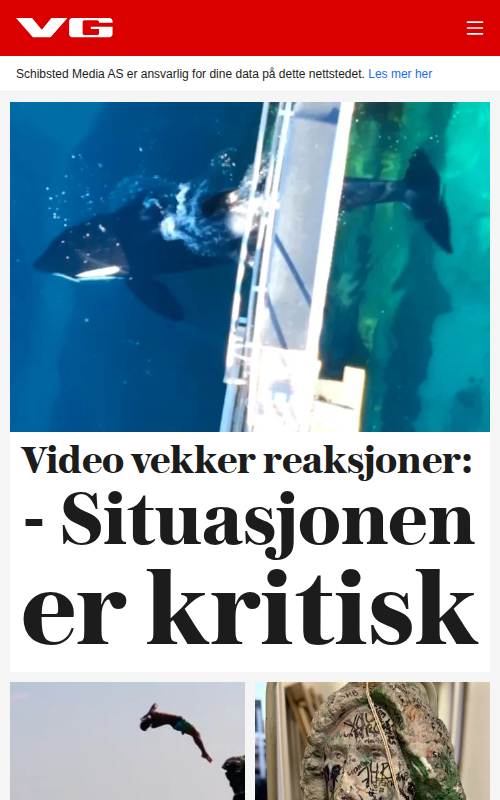 VG
Schibsted Media AS er ansvarlig for dine data på dette nettstedet. Les mer her
Video vekker reaksjoner:
- Situasjonen
er kritisk